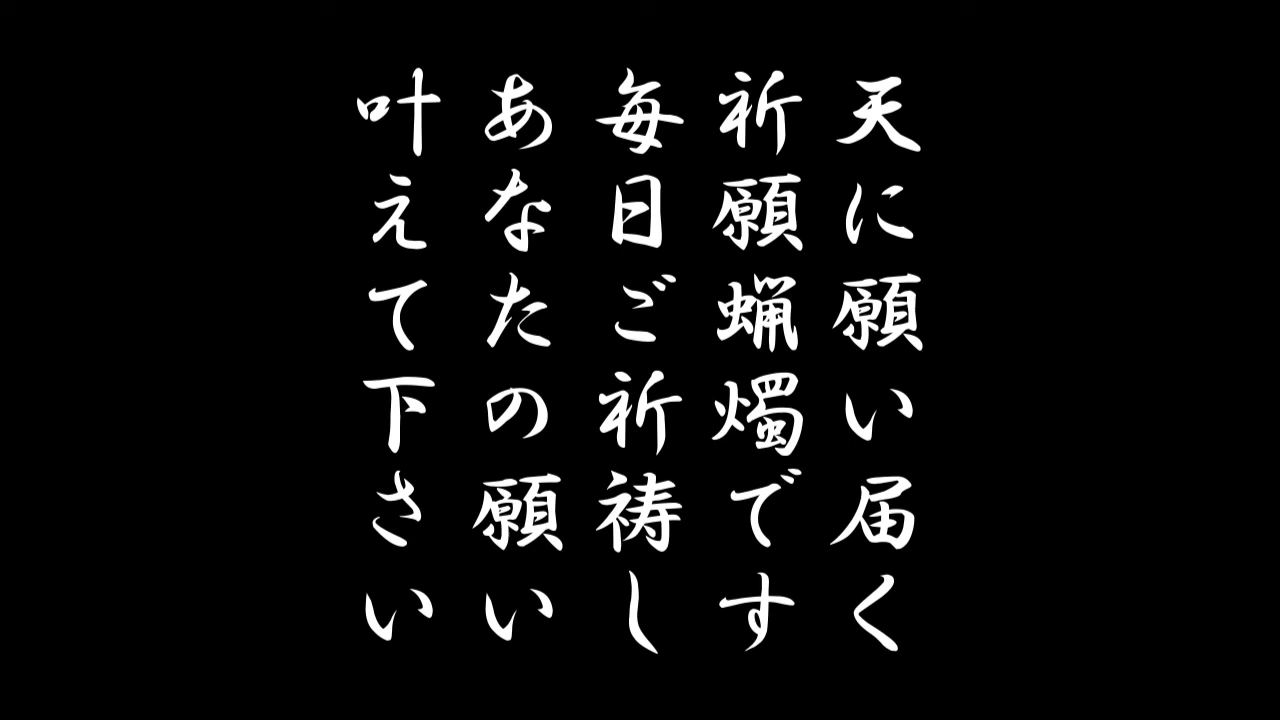 天に願い届く
祈願蝋燭です
毎日ご祈祷し
あなたの願い
叶えて下さい